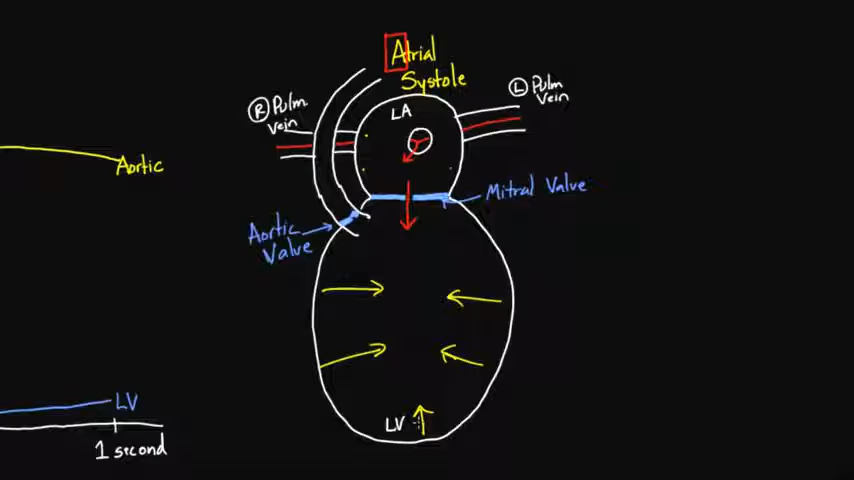 Atrial
Systole
Ⓡ Pulm
vein
LA
Ⓛ Pulm
vein
Aortic
Mitral Valve
Aortic
Valve
LV
LV
1 second